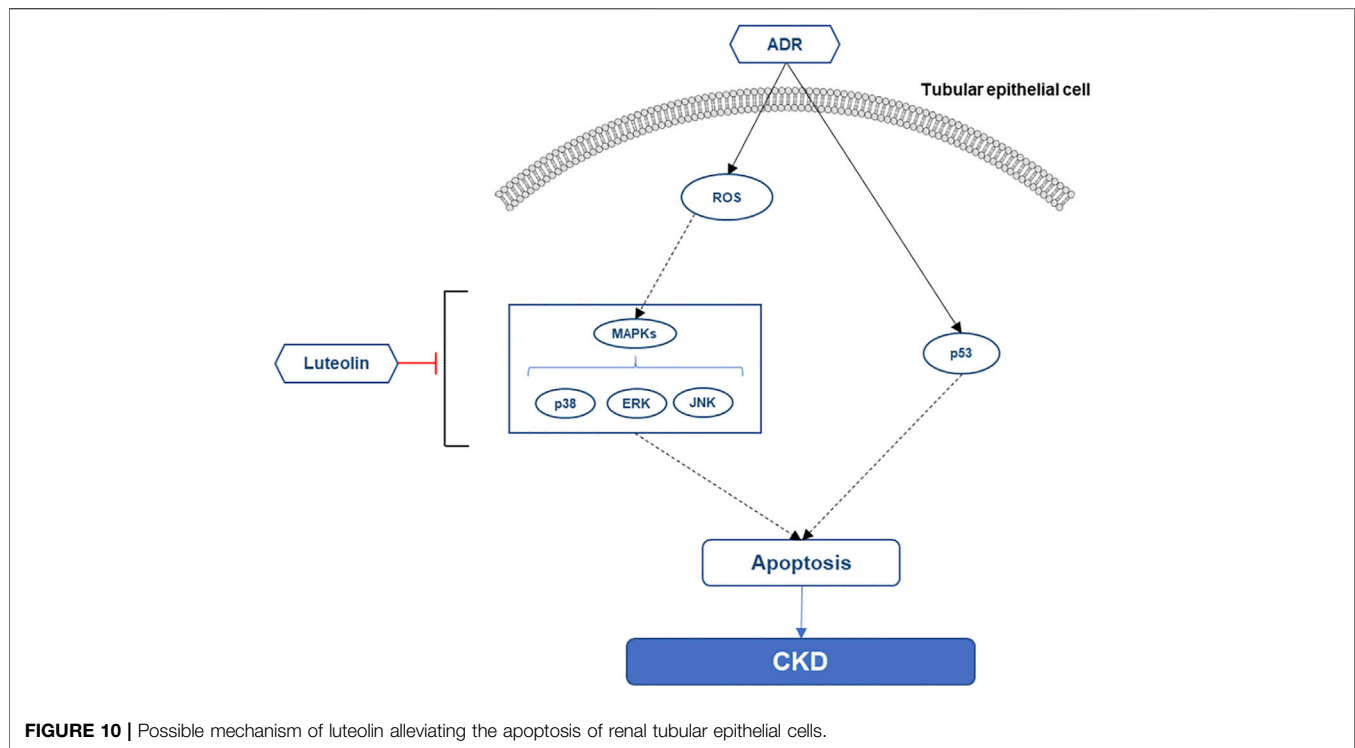 ADR
Tubular epithelial cell
ROS
MAPKs
Luteolin
p53
p38 ERK JNK
Apoptosis
CKD
FIGURE 10 | Possible mechanism of luteolin alleviating the apoptosis of renal tubular epithelial cells.